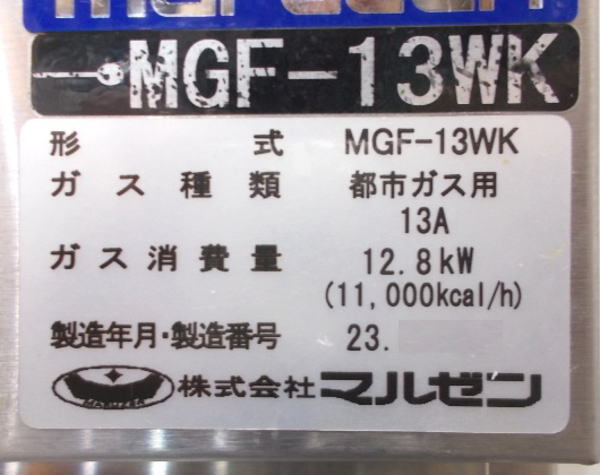 MGF-13WK
形式 MGF-13WK
ガス種類 都市ガス用
13A
ガス消費量 12.8kW
(11,000kcal/h)
製造年月・製造番号 23.
MARUZEN 株式会社 マルゼン